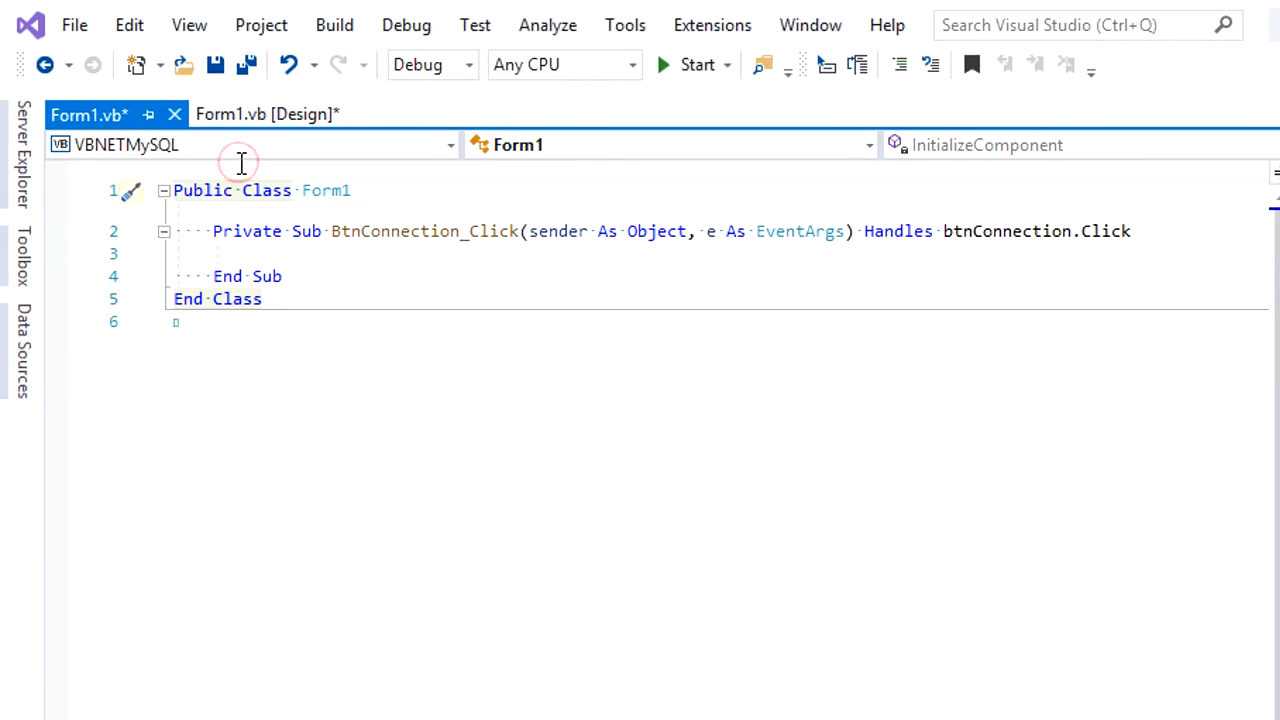 File Edit View Project Build Debug Test Analyze Tools Extensions Window Help Search Visual Studio (Ctrl+Q)
Debug Any CPU Start
Form1.vb* Form1.vb [Design]*
VB VBNETMySQL Form1 InitializeComponent
Server Explorer
Toolbox
Data Sources
1 Public Class Form1
2 Private Sub BtnConnection_Click(sender As Object, e As EventArgs) Handles btnConnection.Click
3
4 End Sub
5 End Class
6